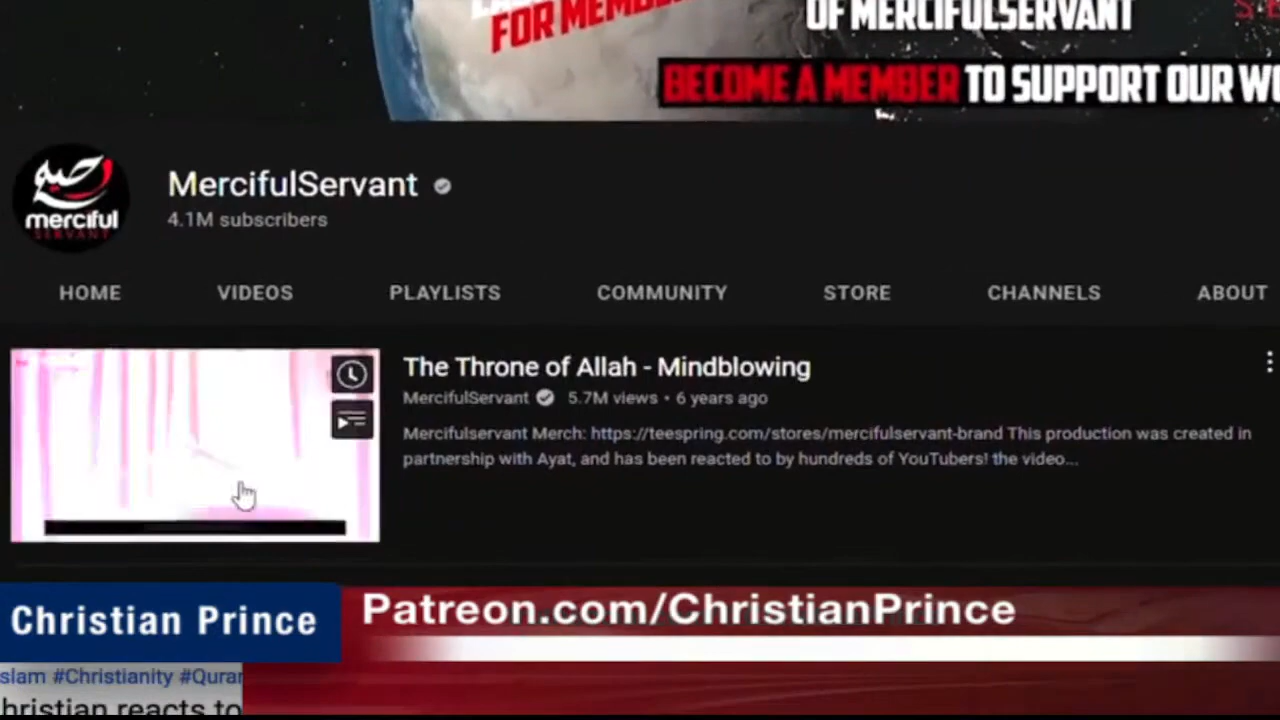 FOR MEMBE
OF MERCIFULSERVANT
BECOME A MEMBER TO SUPPORT OUR
merciful
SERVANT
MercifulServant
4.1M subscribers
HOME VIDEOS PLAYLISTS COMMUNITY STORE CHANNELS ABOUT
The Throne of Allah - Mindblowing
MercifulServant 5.7M views • 6 years ago
Mercifulservant Merch: https://teespring.com/stores/mercifulservant-brand This production was created in
partnership with Ayat, and has been reacted to by hundreds of YouTubers! the video...
Christian Prince
Patreon.com/ChristianPrince
slam #Christianity #Quran
hristian reacts to